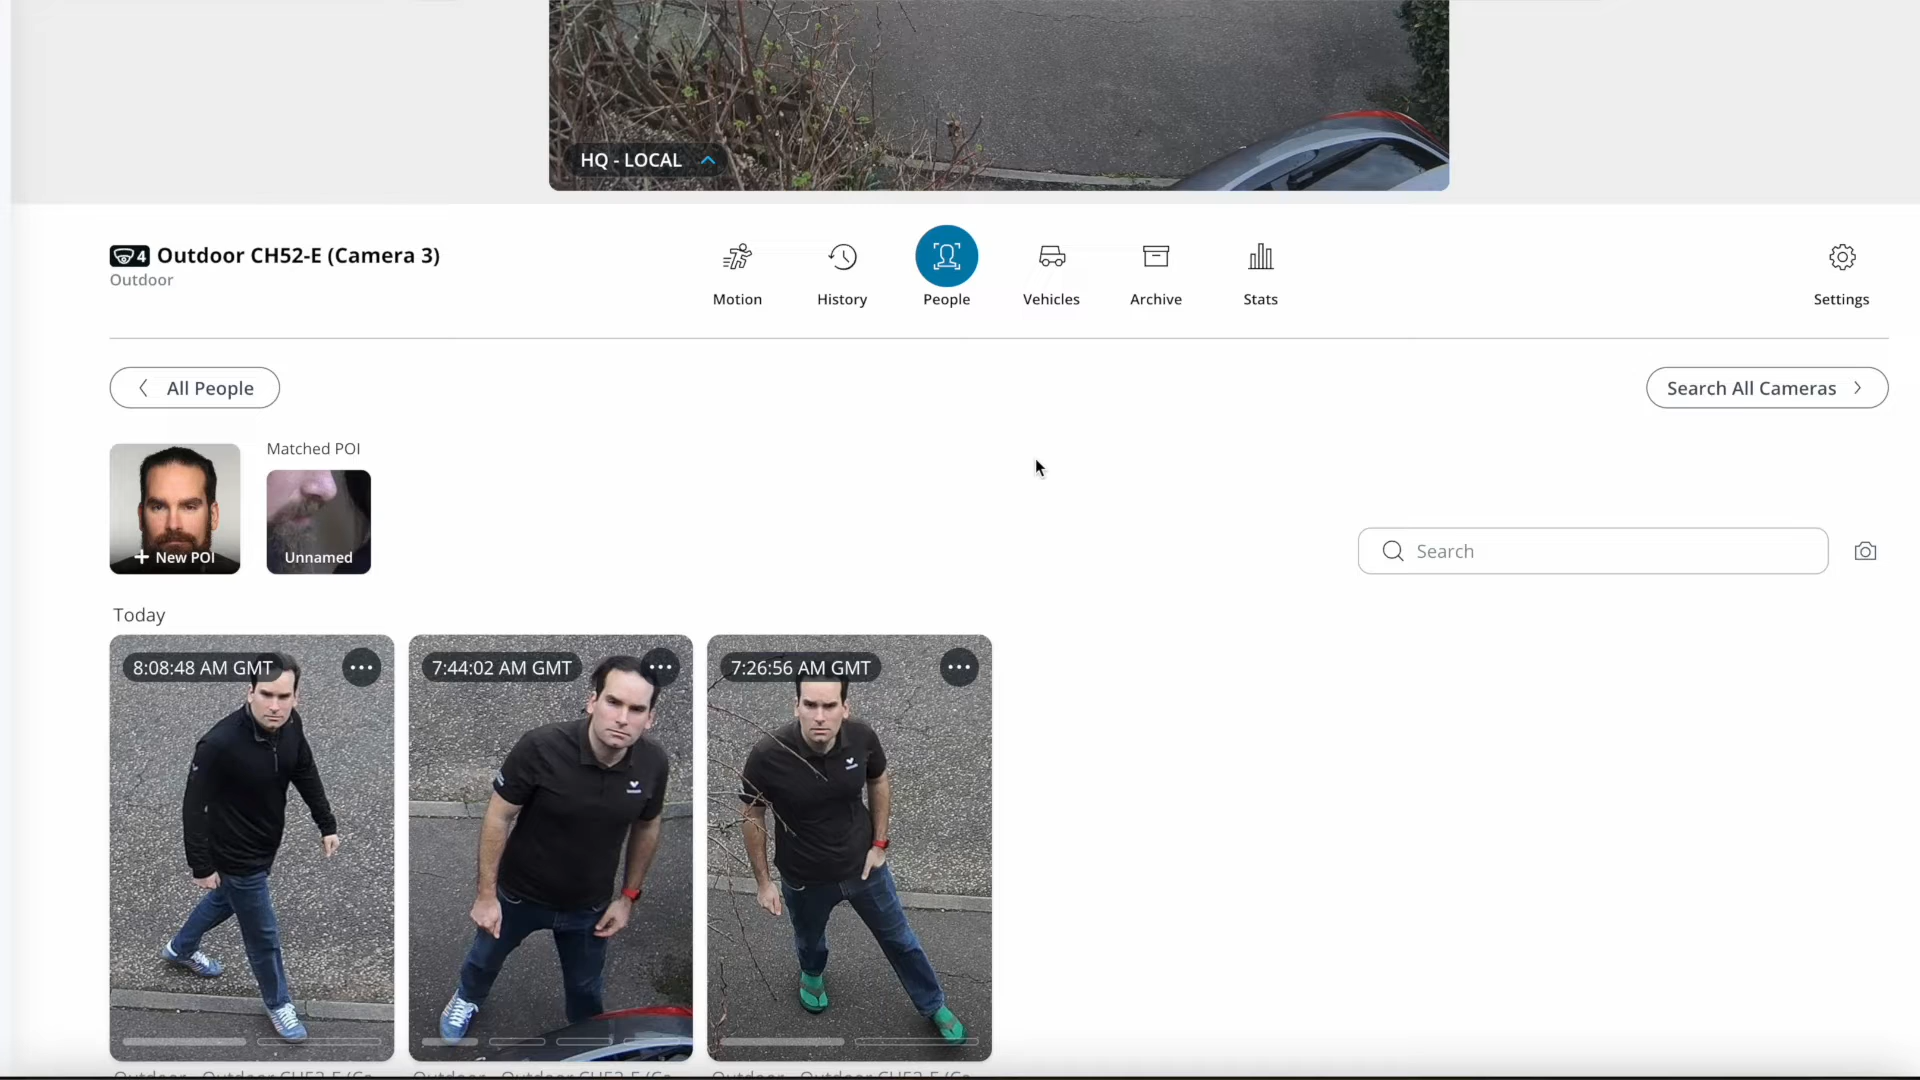 HQ - LOCAL
4 Outdoor CH52-E (Camera 3)
Outdoor
Motion
History
People
Vehicles
Archive
Stats
Settings
All People
Search All Cameras
Matched POI
+ New POI
Unnamed
Search
Today
8:08:48 AM GMT
7:44:02 AM GMT
7:26:56 AM GMT